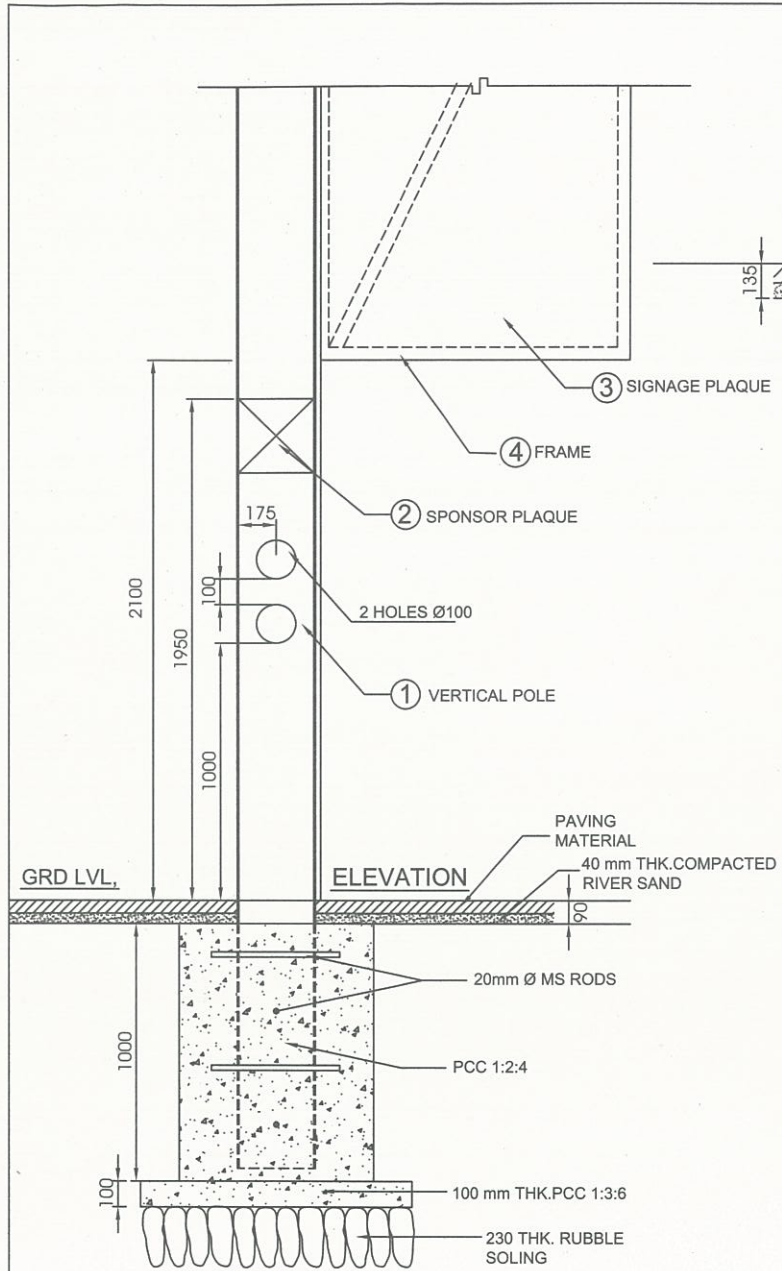 135
③ SIGNAGE PLAQUE
④ FRAME
② SPONSOR PLAQUE
175
2100
1950
100
2 HOLES Ø100
① VERTICAL POLE
1000
PAVING
MATERIAL
GRD LVL,
ELEVATION
40 mm THK.COMPACTED
RIVER SAND
90
20mm Ø MS RODS
1000
PCC 1:2:4
100
100 mm THK.PCC 1:3:6
230 THK. RUBBLE
SOLING